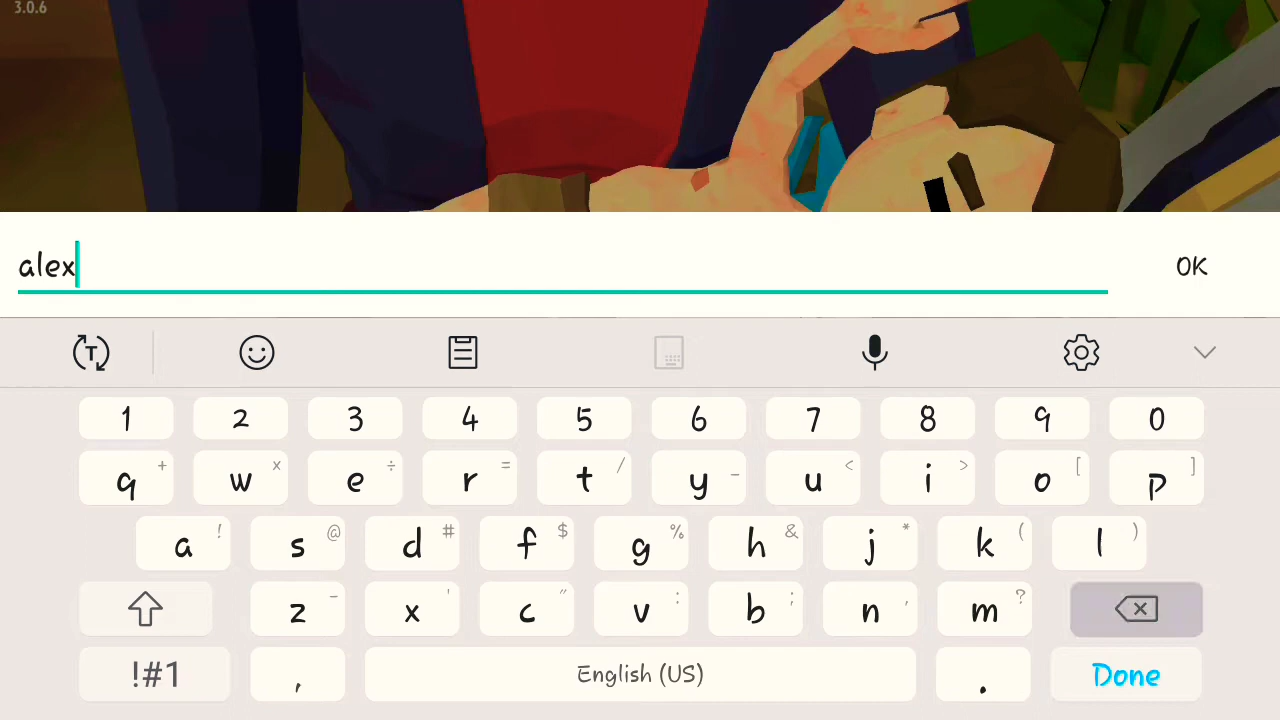 3.0.6
alex
OK
T
1 2 3 4 5 6 7 8 9 0
q + w x e ÷ r = t / y - u < i > o [ p ]
a ! s @ d # f $ g % h & j * k ( l )
z - x ' c " v : b ; n , m ?
!#1 , English (US) . Done